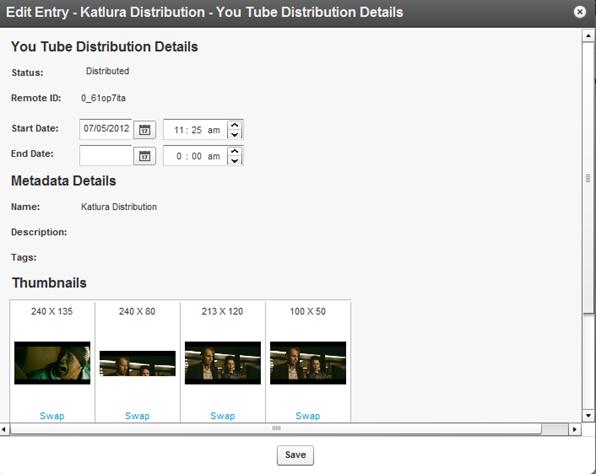 Edit Entry - Katlura Distribution - You Tube Distribution Details
You Tube Distribution Details
Status: Distributed
Remote ID: 0_61op7ita
Start Date: 07/05/2012 17 11 : 25 am
End Date: 17 0 : 00 am
Metadata Details
Name: Katlura Distribution
Description:
Tags:
Thumbnails
240 X 135 240 X 80 213 X 120 100 X 50
Swap Swap Swap Swap
Save